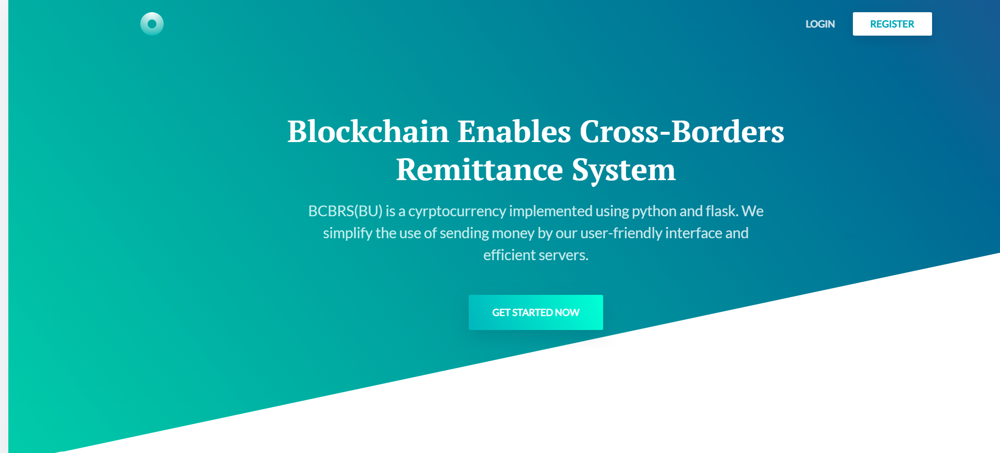 LOGIN
REGISTER
Blockchain Enables Cross-Borders
Remittance System
BCBRS(BU) is a cyrptocurrency implemented using python and flask. We
simplify the use of sending money by our user-friendly interface and
efficient servers.
GET STARTED NOW